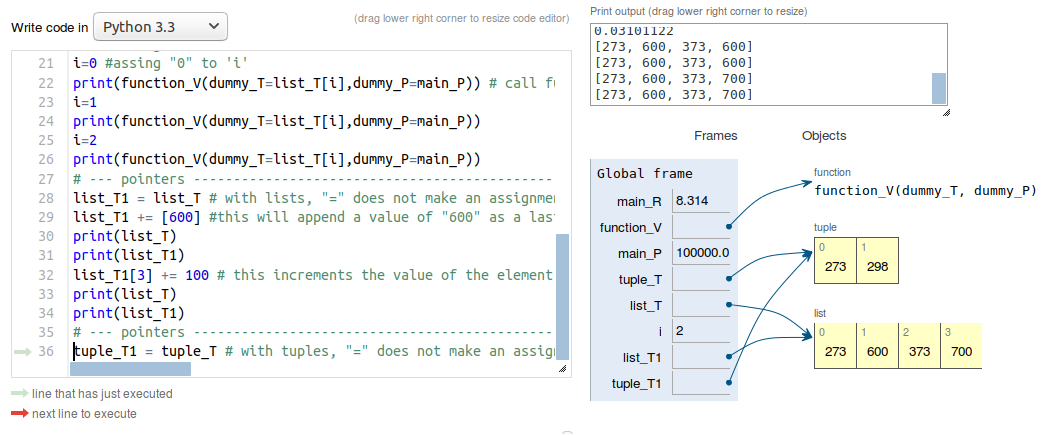 Write code in Python 3.3
(drag lower right corner to resize code editor)
21 i=0 #assing "0" to 'i'
22 print(function_V(dummy_T=list_T[i],dummy_P=main_P)) # call
23 i=1
24 print(function_V(dummy_T=list_T[i],dummy_P=main_P))
25 i=2
26 print(function_V(dummy_T=list_T[i],dummy_P=main_P))
27 # --- pointers ---------------------------------------------
28 list_T1 = list_T # with lists, "=" does not make an
29 list_T1 += [600] #this will append a value of "600" as a
30 print(list_T)
31 print(list_T1)
32 list_T1[3] += 100 # this increments the value of the element
33 print(list_T)
34 print(list_T1)
35 # --- pointers ---------------------------------------------
36 tuple_T1 = tuple_T # with tuples, "=" does not make an
line that has just executed
next line to execute
Print output (drag lower right corner to resize)
0.03101122
[273, 600, 373, 600]
[273, 600, 373, 600]
[273, 600, 373, 700]
[273, 600, 373, 700]
Frames Objects
Global frame
main_R 8.314
function_V
main_P 100000.0
tuple_T
list_T
i 2
list_T1
tuple_T1
function
function_V(dummy_T, dummy_P)
tuple
0 1
273 298
list
0 1 2 3
273 600 373 700